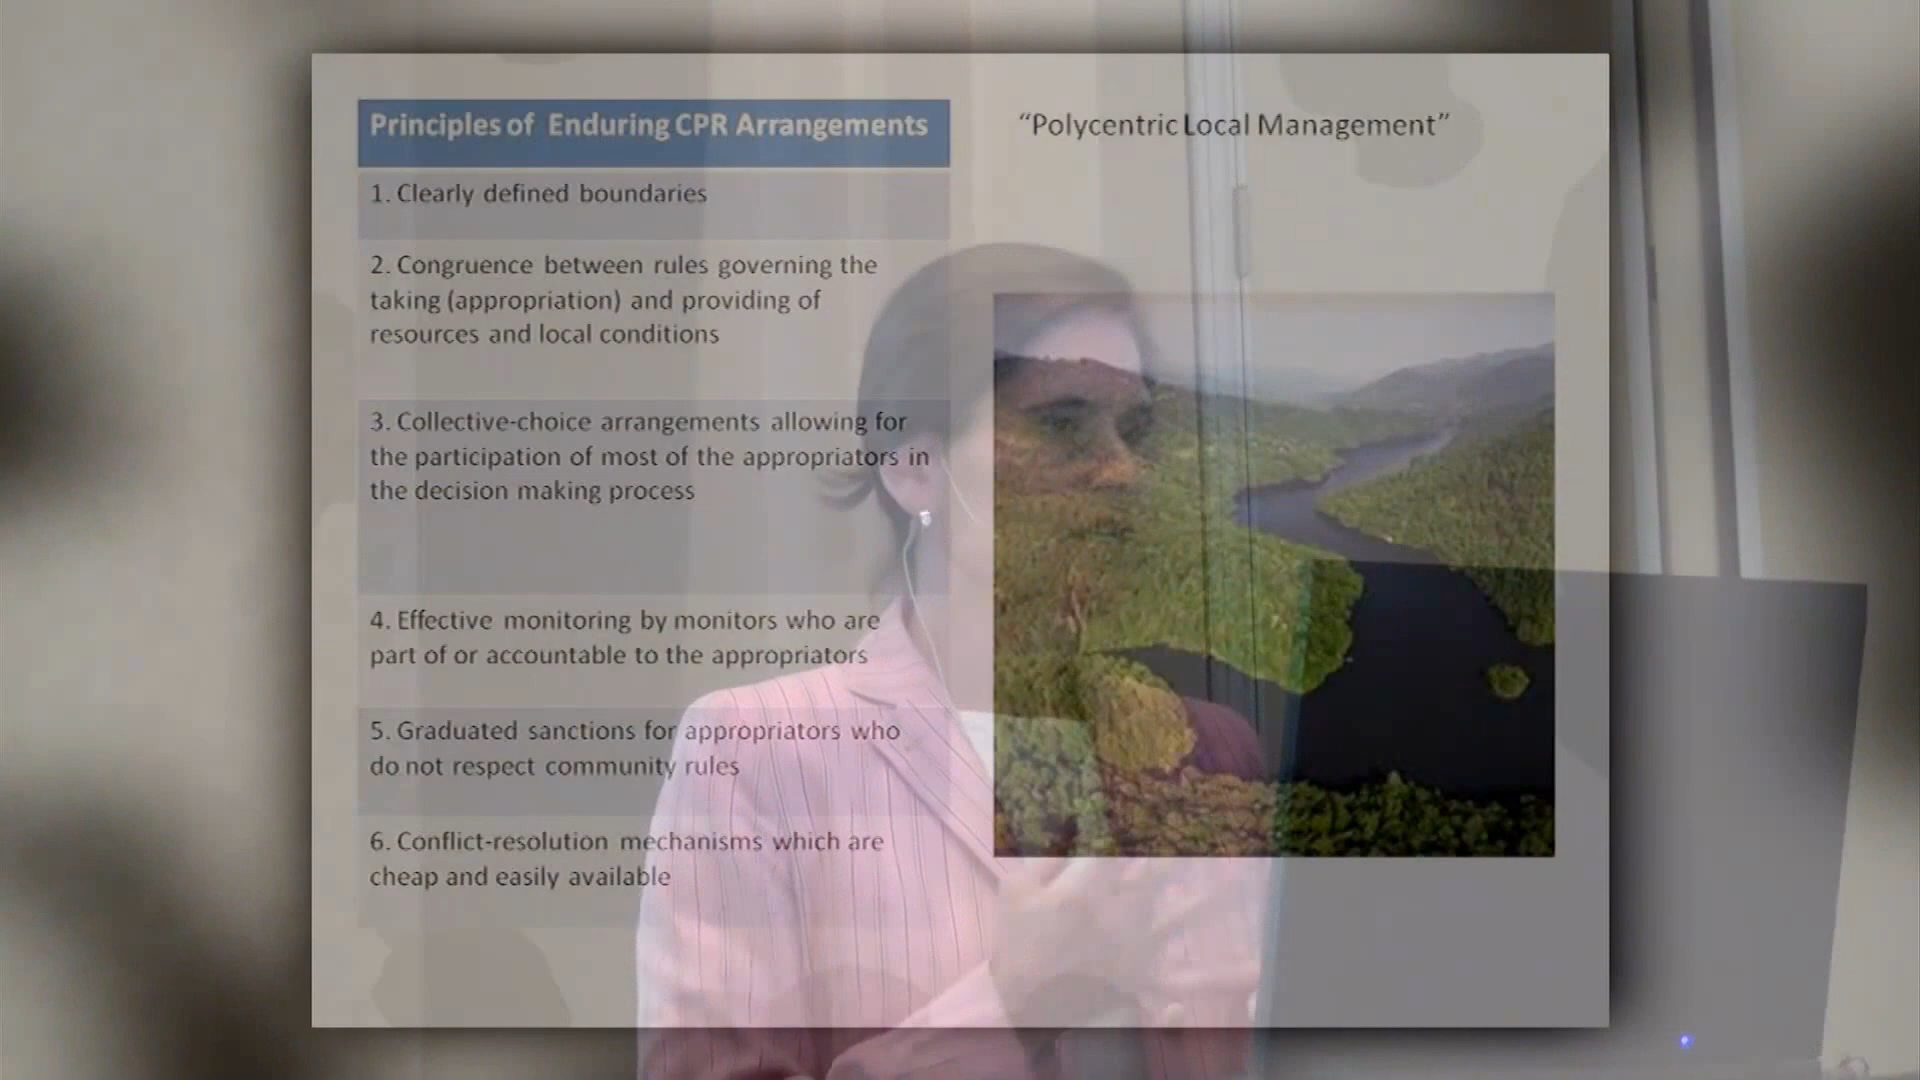 Principles of Enduring CPR Arrangements
1. Clearly defined boundaries
2. Congruence between rules governing the
taking (appropriation) and providing of
resources and local conditions
3. Collective-choice arrangements allowing for
the participation of most of the appropriators in
the decision making process
4. Effective monitoring by monitors who are
part of or accountable to the appropriators
5. Graduated sanctions for appropriators who
do not respect community rules
6. Conflict-resolution mechanisms which are
cheap and easily available
“Polycentric Local Management”